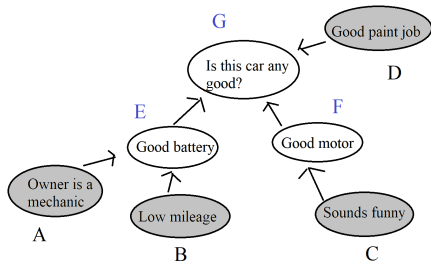 G
Good paint job
Is this car any
good?
D
E
F
Good battery
Good motor
Owner is a
mechanic
Low mileage
Sounds funny
A
B
C